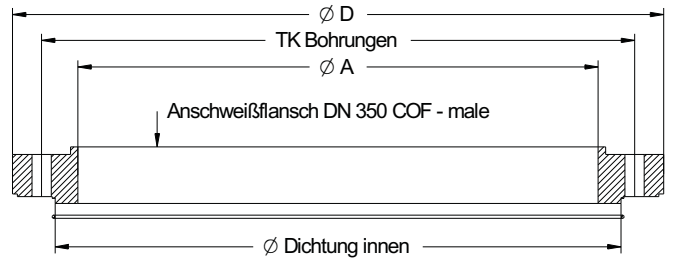 ∅ D
TK Bohrungen
∅ A
Anschweißflansch DN 350 COF - male
∅ Dichtung innen